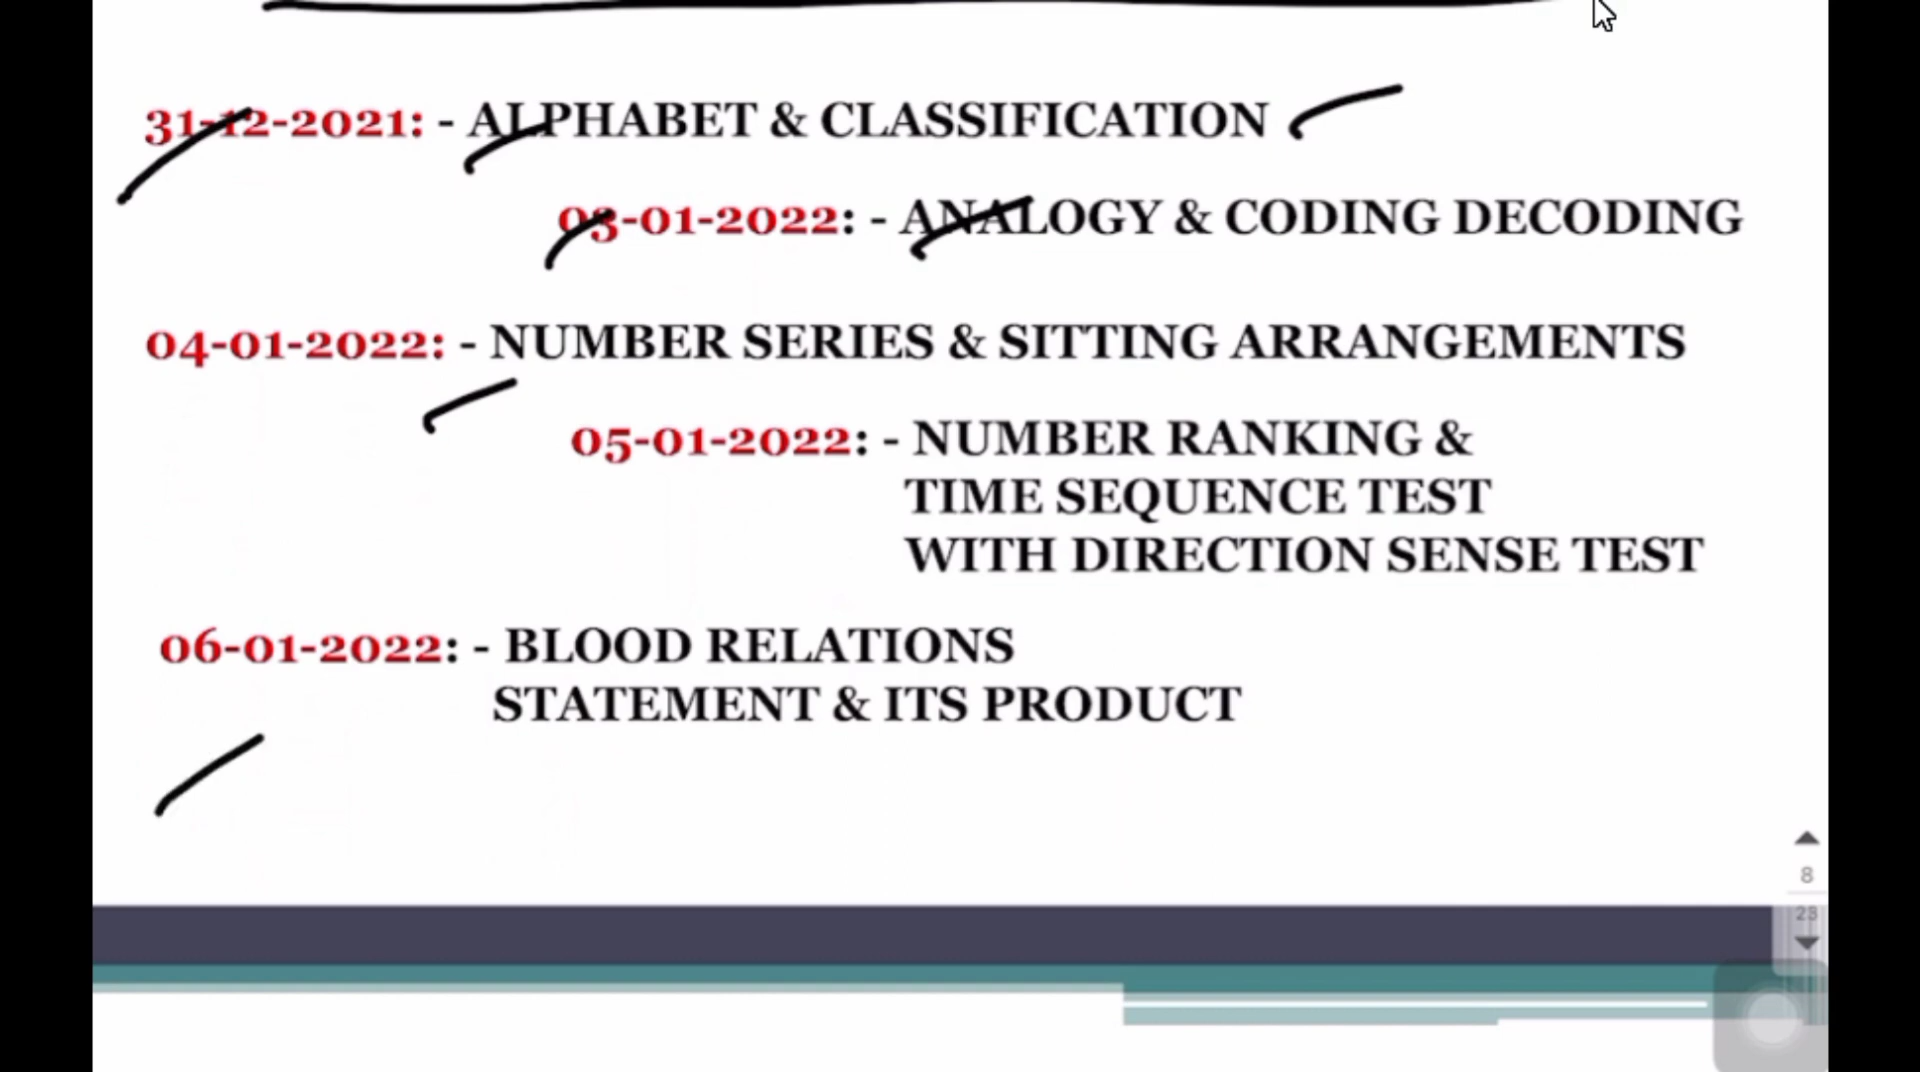 31-12-2021: - ALPHABET & CLASSIFICATION
03-01-2022: - ANALOGY & CODING DECODING
04-01-2022: - NUMBER SERIES & SITTING ARRANGEMENTS
05-01-2022: - NUMBER RANKING &
TIME SEQUENCE TEST
WITH DIRECTION SENSE TEST
06-01-2022: - BLOOD RELATIONS
STATEMENT & ITS PRODUCT
8
23